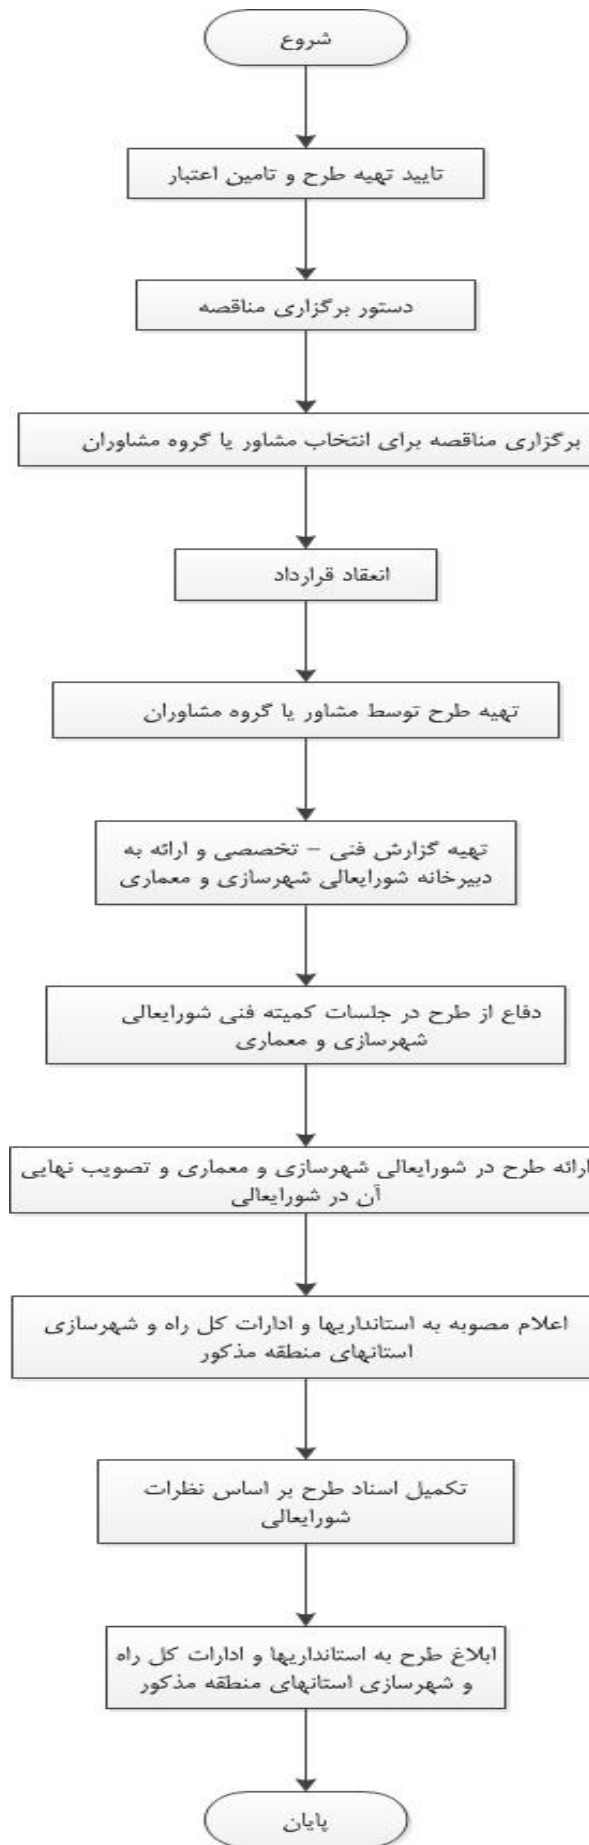 شروع
تایید تهیه طرح و تامین اعتبار
دستور برگزاری مناقصه
برگزاری مناقصه برای انتخاب مشاور یا گروه مشاوران
انعقاد قرارداد
تهیه طرح توسط مشاور یا گروه مشاوران
تهیه گزارش فنی – تخصصی و ارائه به
دبیرخانه شورایعالی شهرسازی و معماری
دفاع از طرح در جلسات کمیته فنی شورایعالی
شهرسازی و معماری
ارائه طرح در شورایعالی شهرسازی و معماری و تصویب نهایی
آن در شورایعالی
اعلام مصوبه به استانداریها و ادارات کل راه و شهرسازی
استانهای منطقه مذکور
تکمیل اسناد طرح بر اساس نظرات
شورایعالی
ابلاغ طرح به استانداریها و ادارات کل راه
و شهرسازی استانهای منطقه مذکور
پایان